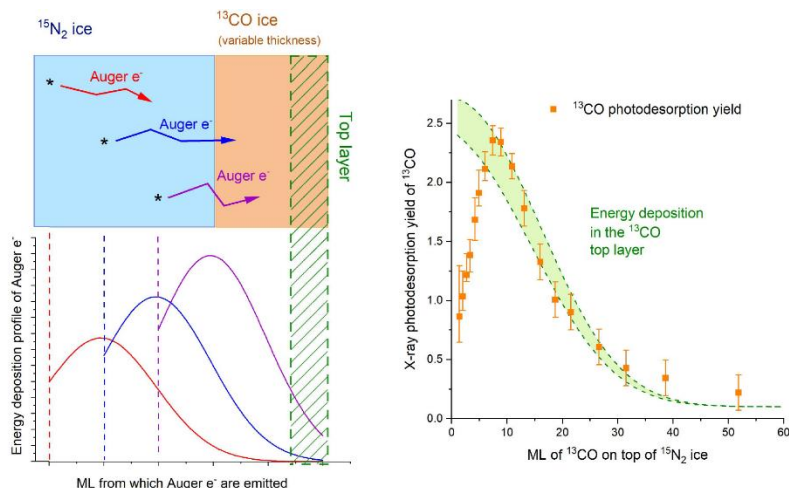 ¹⁵N₂ ice
¹³CO ice
(variable thickness)
* Auger e⁻
* Auger e⁻
* Auger e⁻
Top layer
Energy deposition profile of Auger e⁻
ML from which Auger e⁻ are emitted
¹³CO photodesorption yield
Energy deposition
in the ¹³CO
top layer
X-ray photodesorption yield of ¹³CO
2.5
2.0
1.5
1.0
0.5
0.0
0 10 20 30 40 50 60
ML of ¹³CO on top of ¹⁵N₂ ice